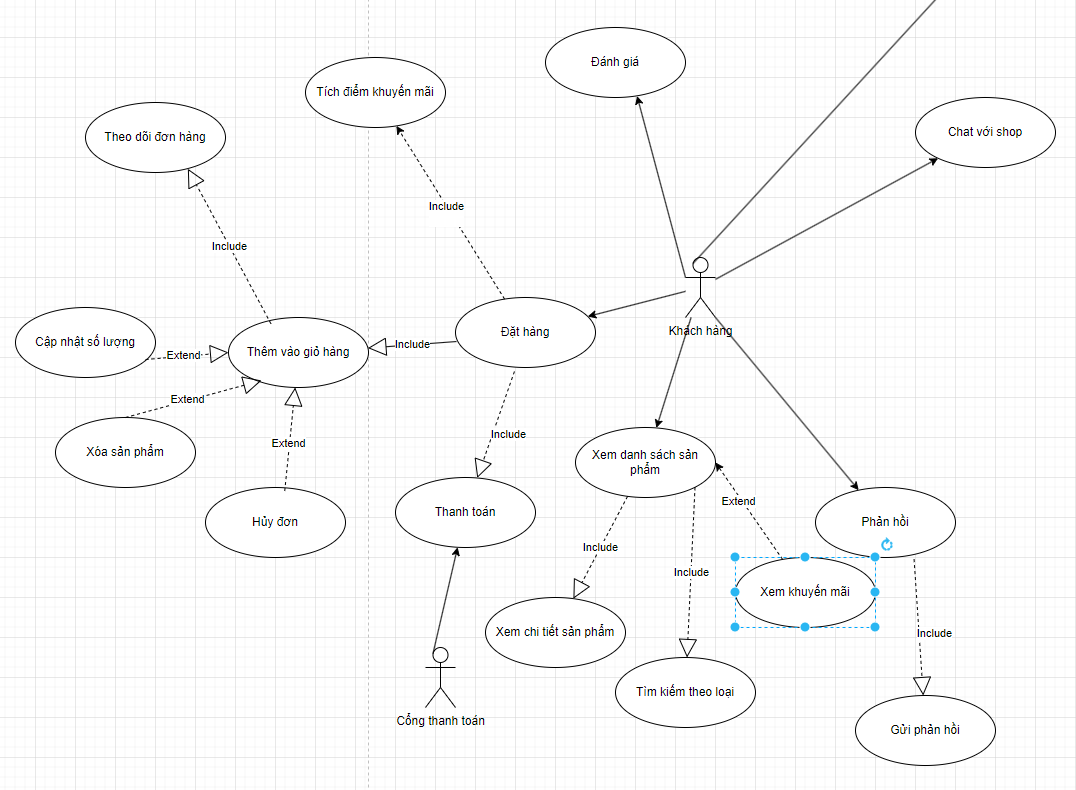 Đánh giá
Tích điểm khuyến mãi
Theo dõi đơn hàng
Chat với shop
Include
Include
Đặt hàng
Khách hàng
Cập nhật số lượng
Extend
Thêm vào giỏ hàng
Include
Extend
Xóa sản phẩm
Extend
Include
Xem danh sách sản
phẩm
Hủy đơn
Thanh toán
Extend
Phản hồi
Include
Include
Xem khuyến mãi
Xem chi tiết sản phẩm
Include
Tìm kiếm theo loại
Cổng thanh toán
Gửi phản hồi